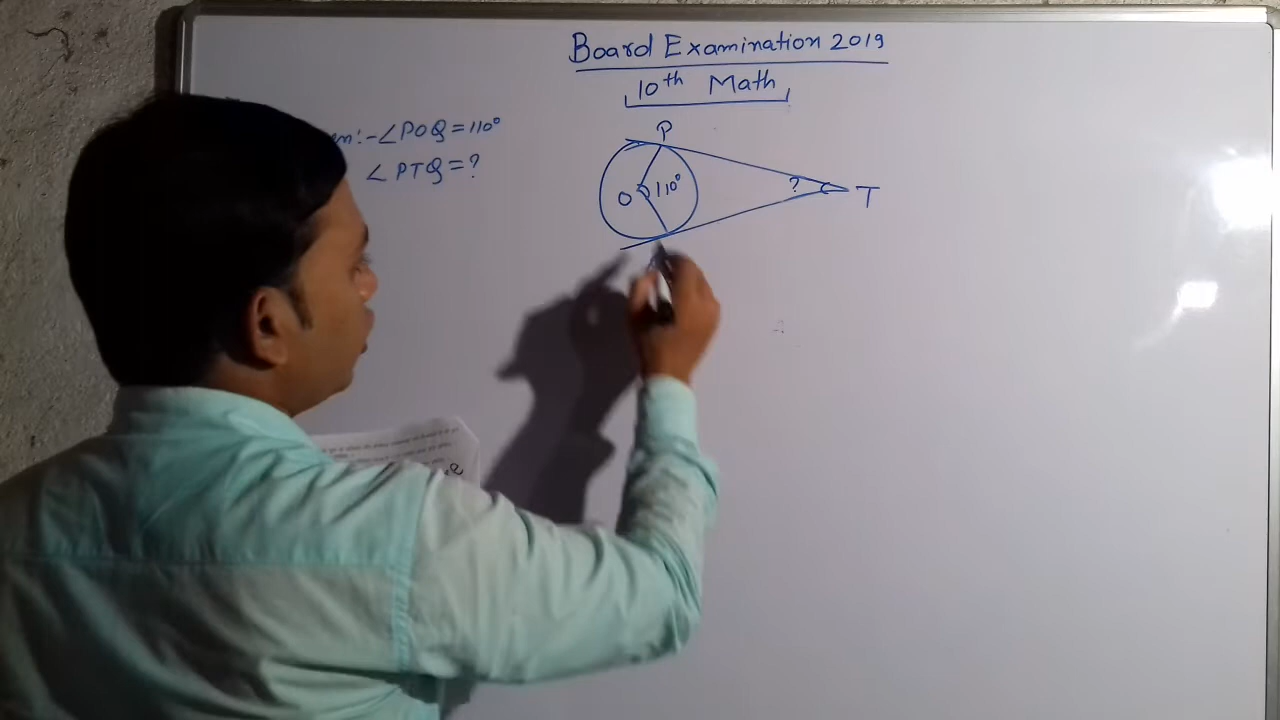 Board Examination 2019
10th Math
∠POQ=110°
∠PTQ=?
P
O 110° ? T